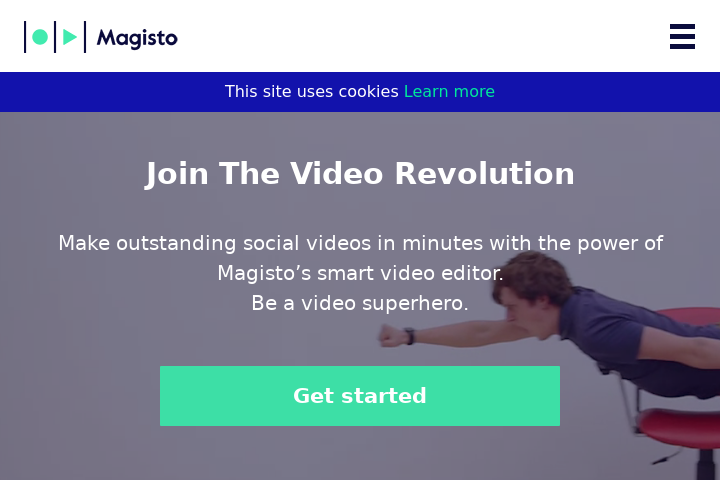 Magisto
This site uses cookies Learn more
Join The Video Revolution
Make outstanding social videos in minutes with the power of
Magisto’s smart video editor.
Be a video superhero.
Get started